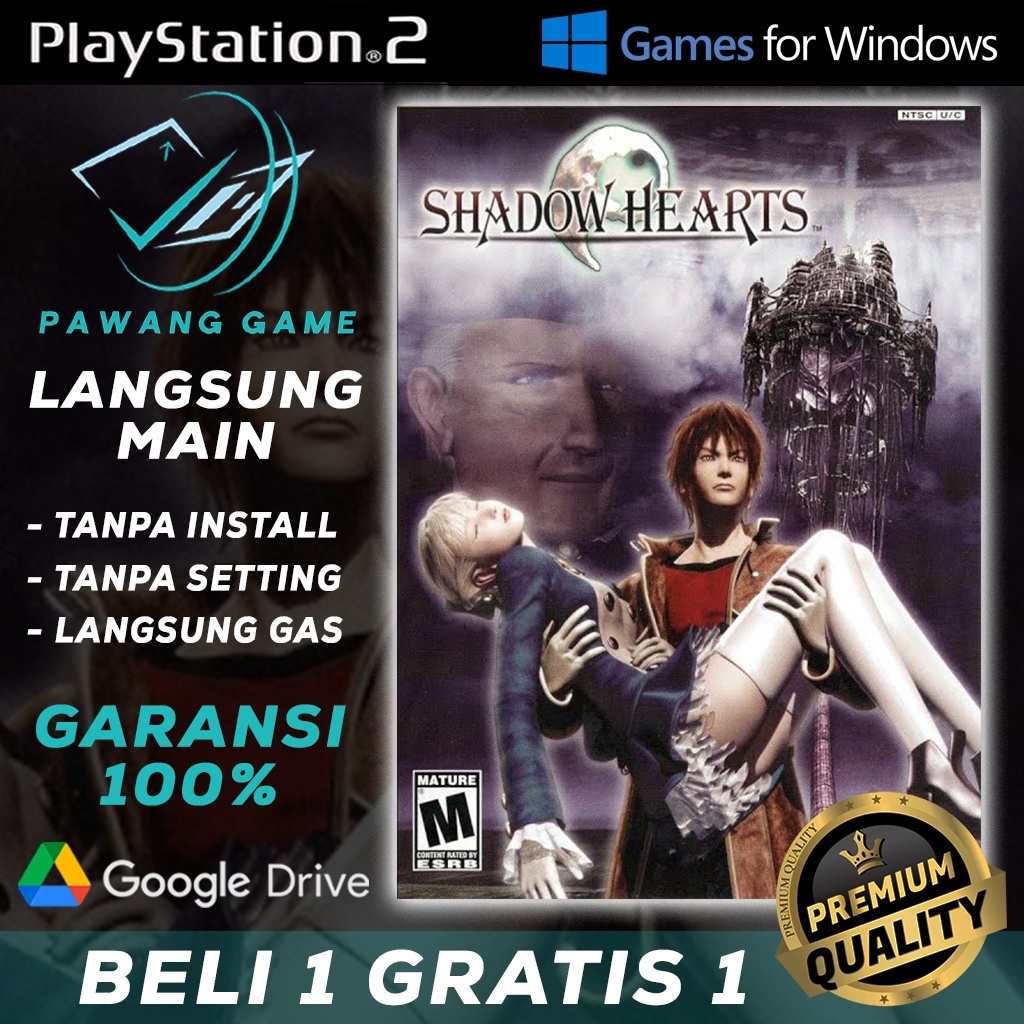 PlayStation®2
Games for Windows
NTSC U/C
SHADOW HEARTS™
PAWANG GAME
LANGSUNG
MAIN
- TANPA INSTALL
- TANPA SETTING
- LANGSUNG GAS
GARANSI
100%
Google Drive
MATURE
M
CONTENT RATED BY
ESRB
PREMIUM QUALITY
PREMIUM
QUALITY
BELI 1 GRATIS 1